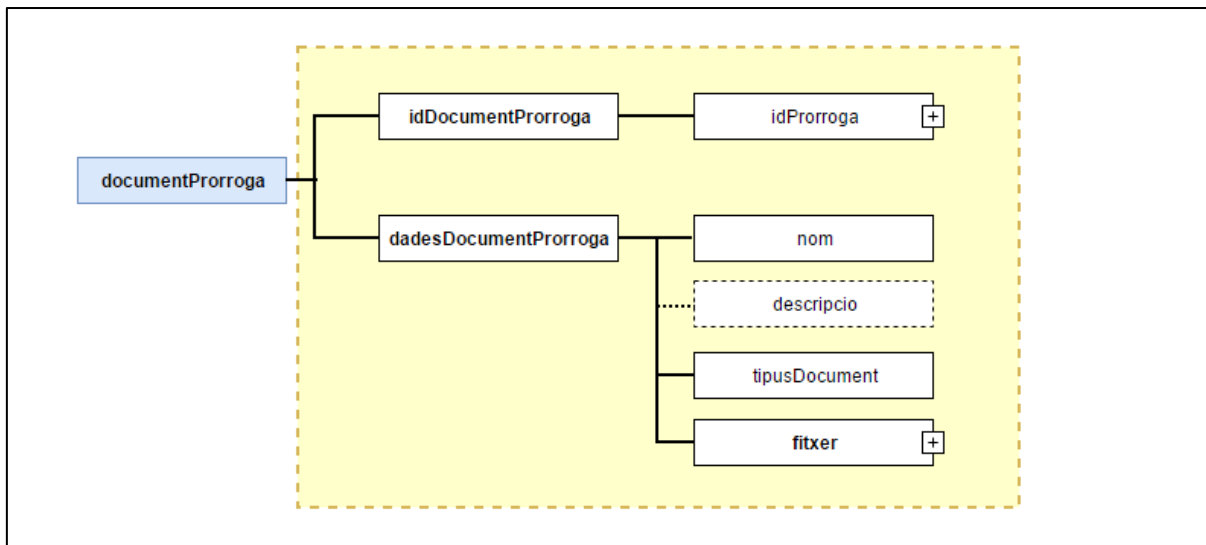 documentProrroga
idDocumentProrroga
idProrroga
+
dadesDocumentProrroga
nom
descripcio
tipusDocument
fitxer
+